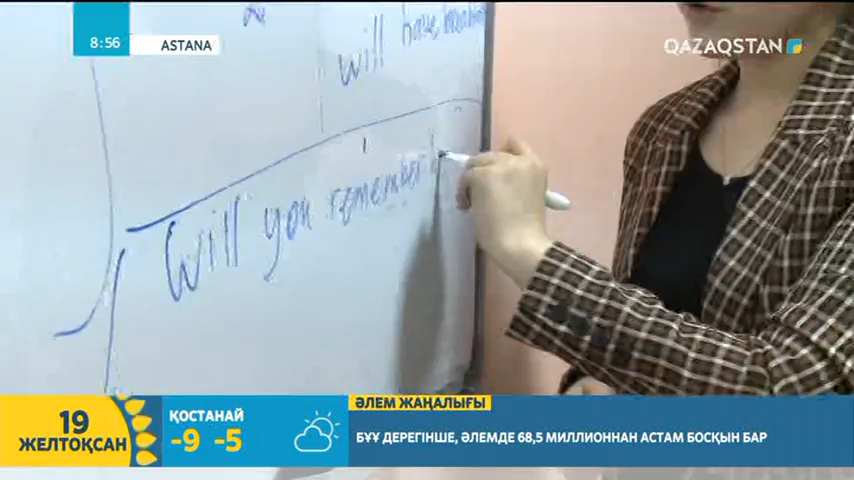 8:56
ASTANA
QAZAQSTAN
will have
Will you remember
19
ЖЕЛТОҚСАН
ҚОСТАНАЙ
-9 -5
ӘЛЕМ ЖАҢАЛЫҒЫ
БҰҰ ДЕРЕГІНШЕ, ӘЛЕМДЕ 68,5 МИЛЛИОННАН АСТАМ БОСҚЫН БАР